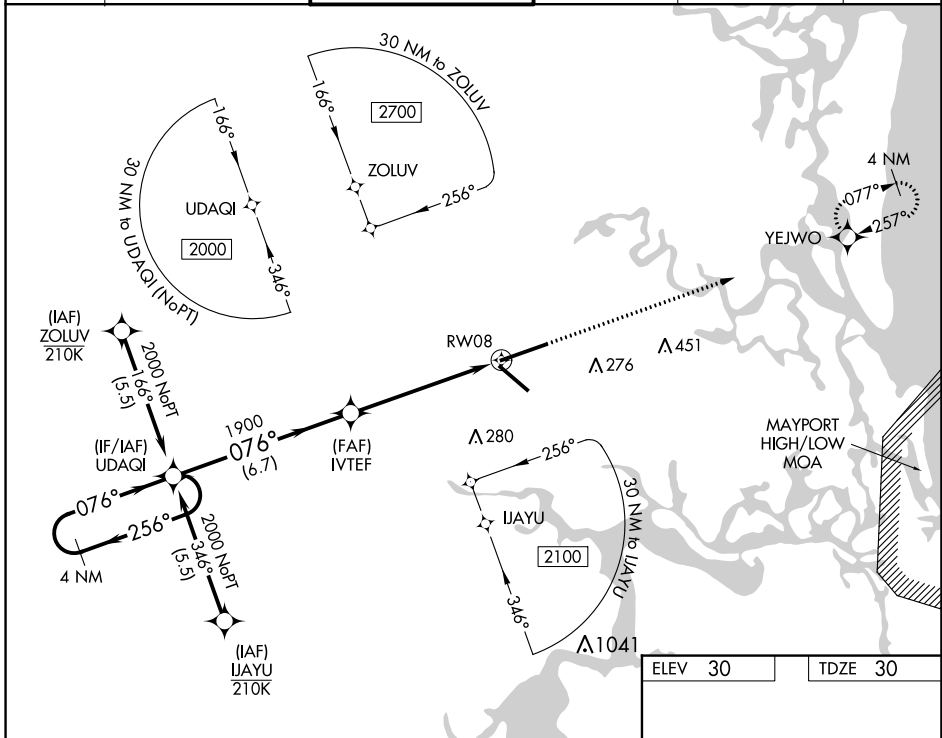 30 NM to ZOLUV
166°
2700
ZOLUV
256°
166°
30 NM to UDAQI (NoPT)
UDAQI
2000
346°
4 NM
077°
257°
YEJWO
(IAF)
ZOLUV
210K
2000 NoPT
166°
(5.5)
RW08
276
451
1900
076°
(6.7)
(FAF)
IVTEF
(IF/IAF)
UDAQI
280
256°
MAYPORT
HIGH/LOW
MOA
076°
256°
4 NM
2000 NoPT
346°
(5.5)
IJAYU
30 NM to IJAYU
2100
346°
1041
(IAF)
IJAYU
210K
ELEV 30
TDZE 30